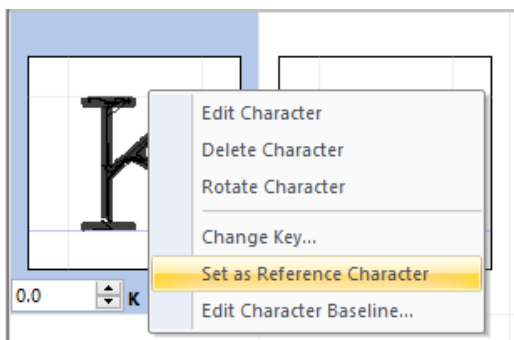 K
Edit Character
Delete Character
Rotate Character
Change Key...
Set as Reference Character
Edit Character Baseline...
0.0 K